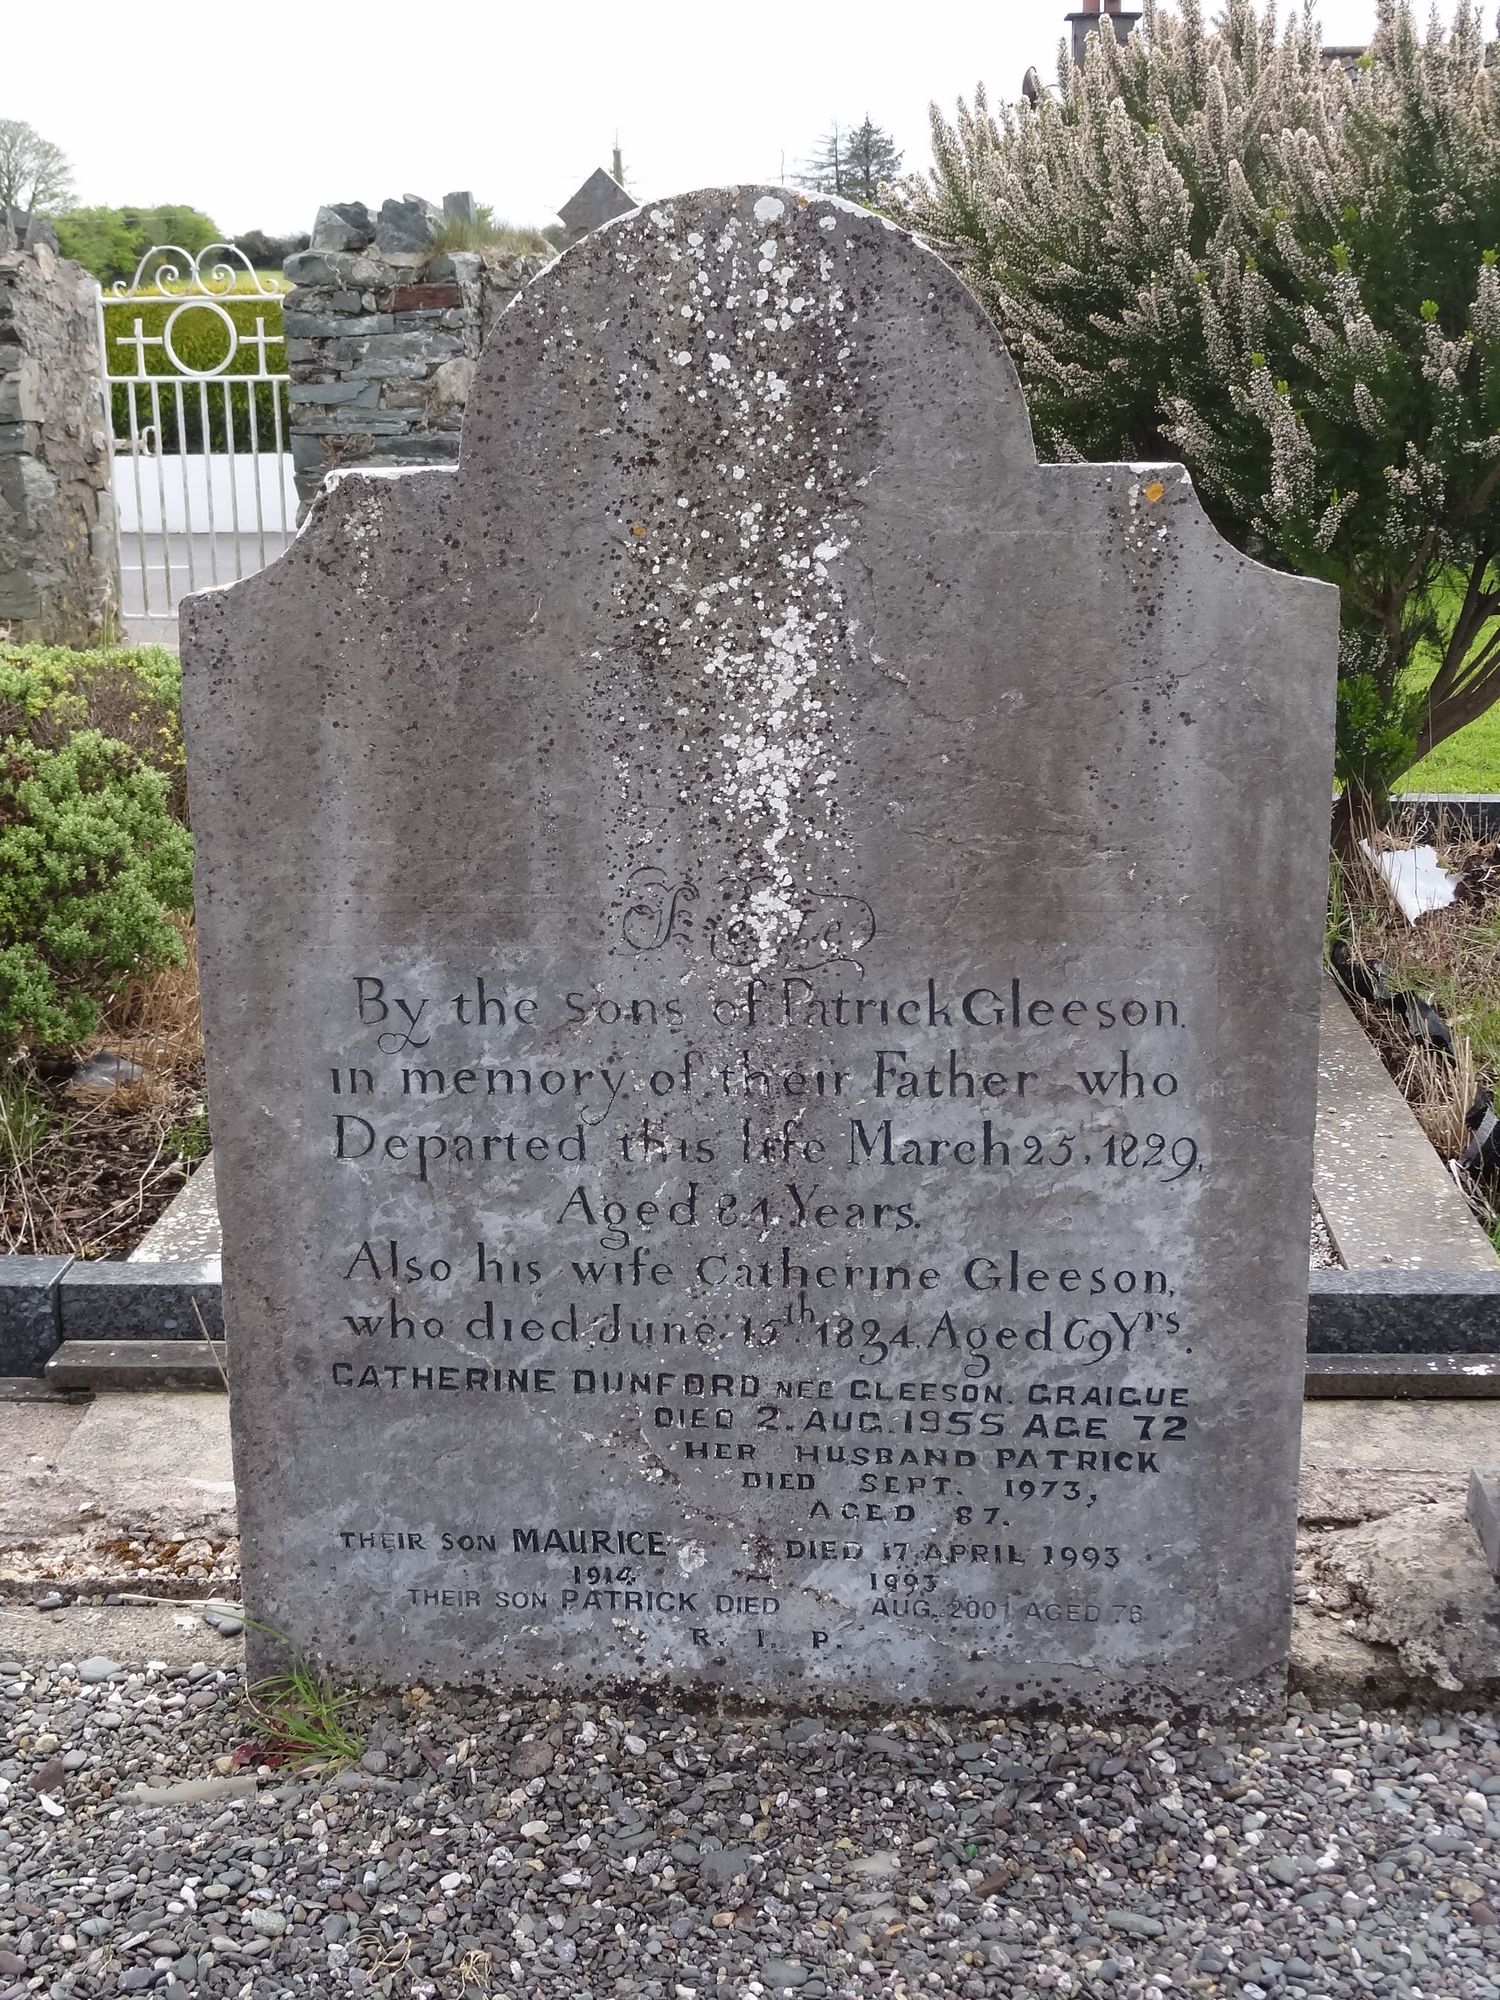 By the sons of Patrick Gleeson.
in memory of their Father who
Departed this life March 25, 1829,
Aged 84 Years.
Also his wife Catherine Gleeson,
who died June 15th 1834. Aged 69 Yrs.
CATHERINE DUNFORD NEE GLEESON. GRAIGUE
DIED 2. AUG. 1955 AGE 72
HER HUSBAND PATRICK
DIED SEPT. 1973,
AGED 87.
THEIR SON MAURICE DIED 17, APRIL 1993
1914 – 1993
THEIR SON PATRICK DIED AUG. 2001 AGED 76
R. I. P.